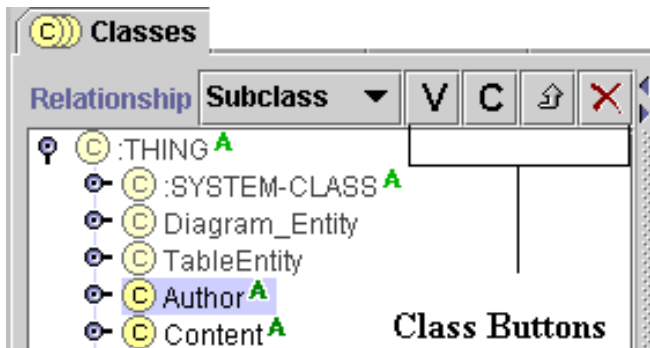 C Classes
Relationship Subclass V C
C :THING A
C :SYSTEM-CLASS A
C Diagram_Entity
C TableEntity
C Author A
C Content A
Class Buttons